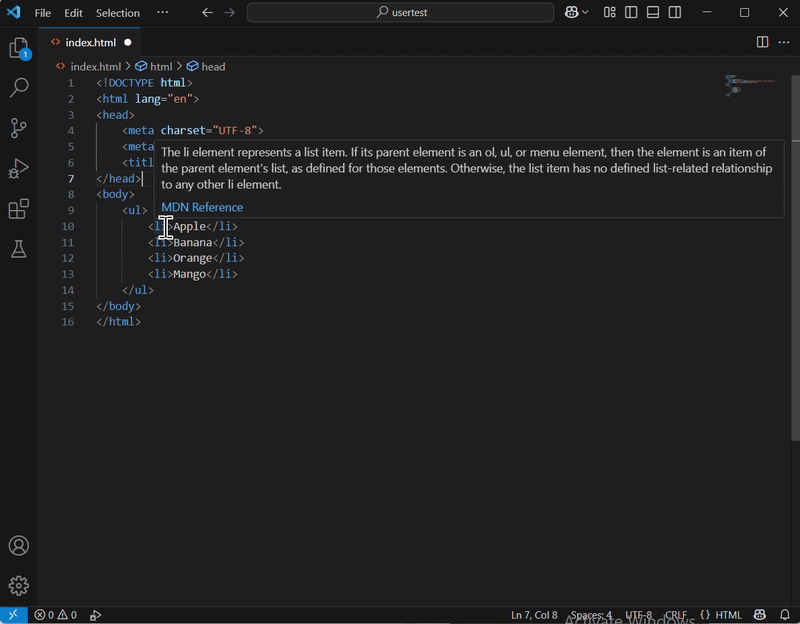 File Edit Selection ··· usertest
index.html
index.html > html > head
1 <!DOCTYPE html>
2 <html lang="en">
3 <head>
4 <meta charset="UTF-8">
5 <meta
6 <titl
7 </head>
8 <body>
9 <ul>
10 <li>Apple</li>
11 <li>Banana</li>
12 <li>Orange</li>
13 <li>Mango</li>
14 </ul>
15 </body>
16 </html>
The li element represents a list item. If its parent element is an ol, ul, or menu element, then the element is an item of
the parent element's list, as defined for those elements. Otherwise, the list item has no defined list-related relationship
to any other li element.
MDN Reference
1
0 0 Ln 7, Col 8 Spaces: 4 UTF-8 CRLF {} HTML
Activate Windows